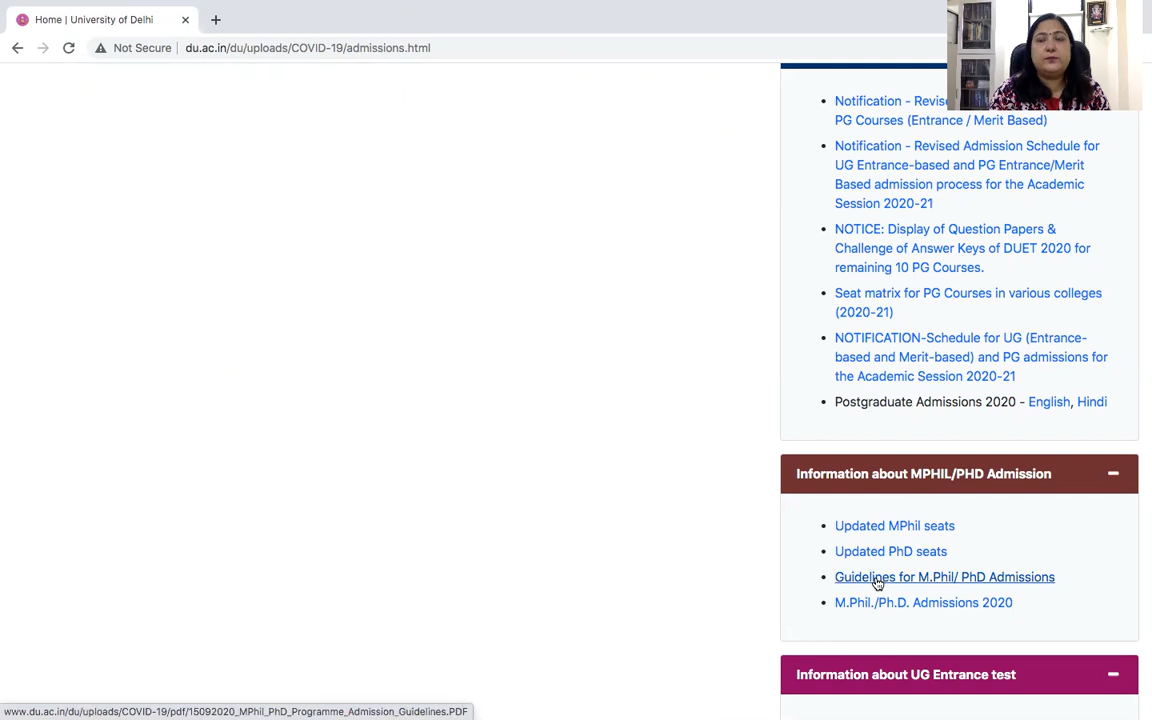 Home | University of Delhi
Not Secure
du.ac.in/du/uploads/COVID-19/admissions.html
Notification - Revise
PG Courses (Entrance / Merit Based)
Notification - Revised Admission Schedule for
UG Entrance-based and PG Entrance/Merit
Based admission process for the Academic
Session 2020-21
NOTICE: Display of Question Papers &
Challenge of Answer Keys of DUET 2020 for
remaining 10 PG Courses.
Seat matrix for PG Courses in various colleges
(2020-21)
NOTIFICATION-Schedule for UG (Entrance-
based and Merit-based) and PG admissions for
the Academic Session 2020-21
Postgraduate Admissions 2020 - English, Hindi
Information about MPHIL/PHD Admission
Updated MPhil seats
Updated PhD seats
Guidelines for M.Phil/ PhD Admissions
M.Phil./Ph.D. Admissions 2020
Information about UG Entrance test
www.du.ac.in/du/uploads/COVID-19/pdf/15092020_MPhil_PhD_Programme_Admission_Guidelines.PDF